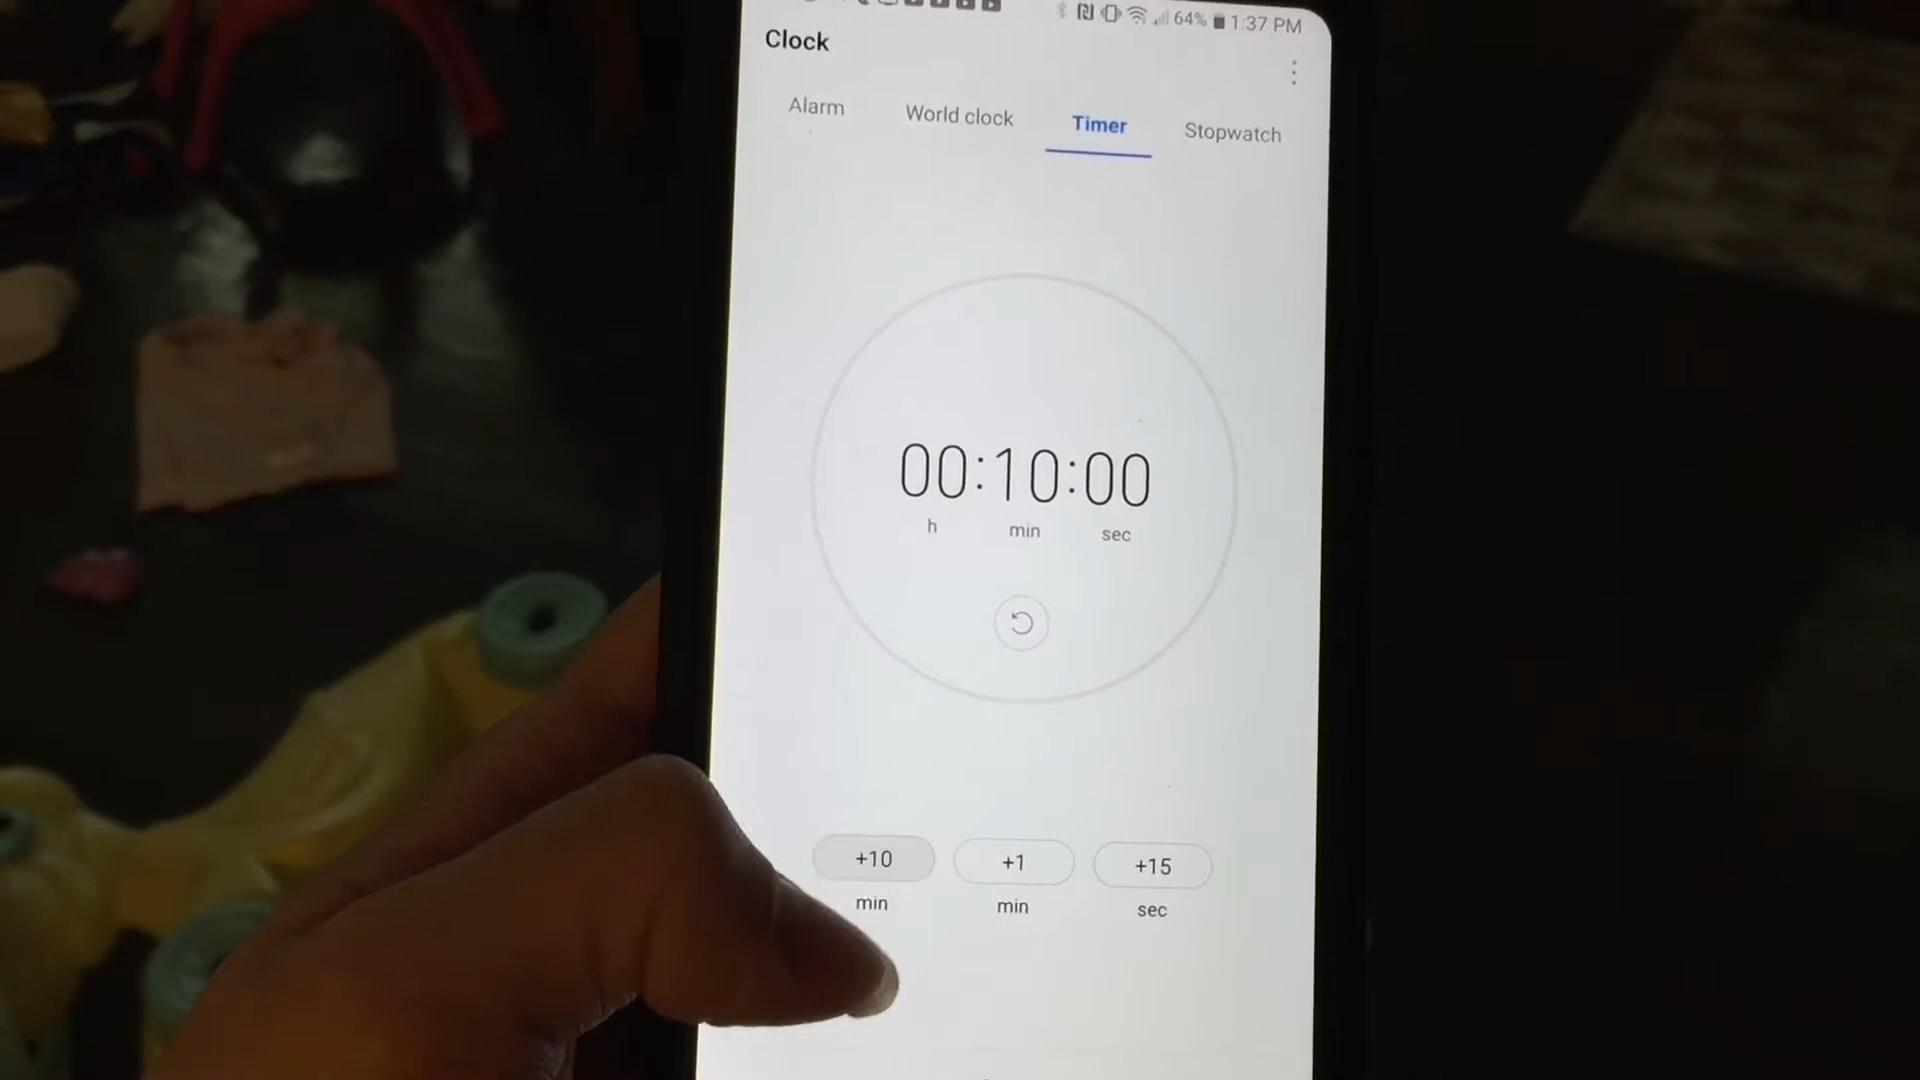 64% 1:37 PM
Clock
Alarm World clock Timer Stopwatch
00:10:00
h min sec
+10 +1 +15
min min sec